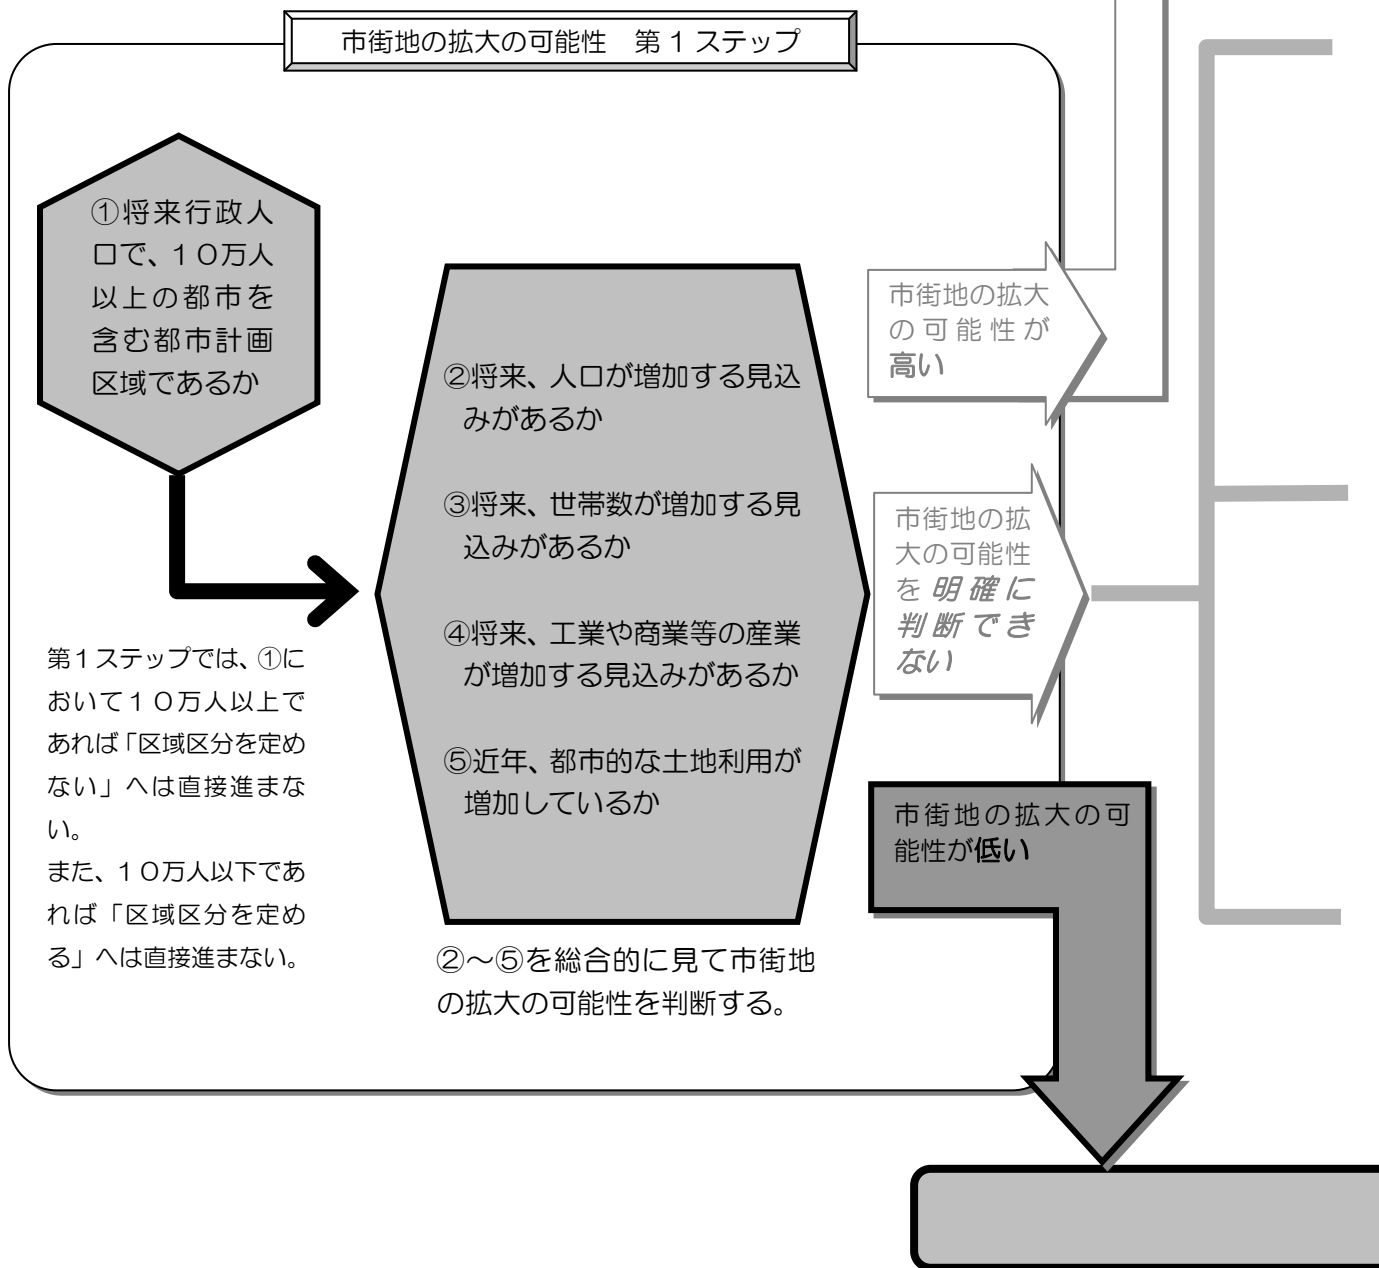 市街地の拡大の可能性　第１ステップ
①将来行政人
口で、１０万人
以上の都市を
含む都市計画
区域であるか
第１ステップでは、①に
おいて１０万人以上で
あれば「区域区分を定め
ない」へは直接進まな
い。
また、１０万人以下であ
れば「区域区分を定め
る」へは直接進まない。
②将来、人口が増加する見込
みがあるか
③将来、世帯数が増加する見
込みがあるか
④将来、工業や商業等の産業
が増加する見込みがあるか
⑤近年、都市的な土地利用が
増加しているか
②～⑤を総合的に見て市街地
の拡大の可能性を判断する。
市街地の拡大
の可能性が
高い
市街地の拡
大の可能性
を明確に
判断でき
ない
市街地の拡大の可
能性が低い